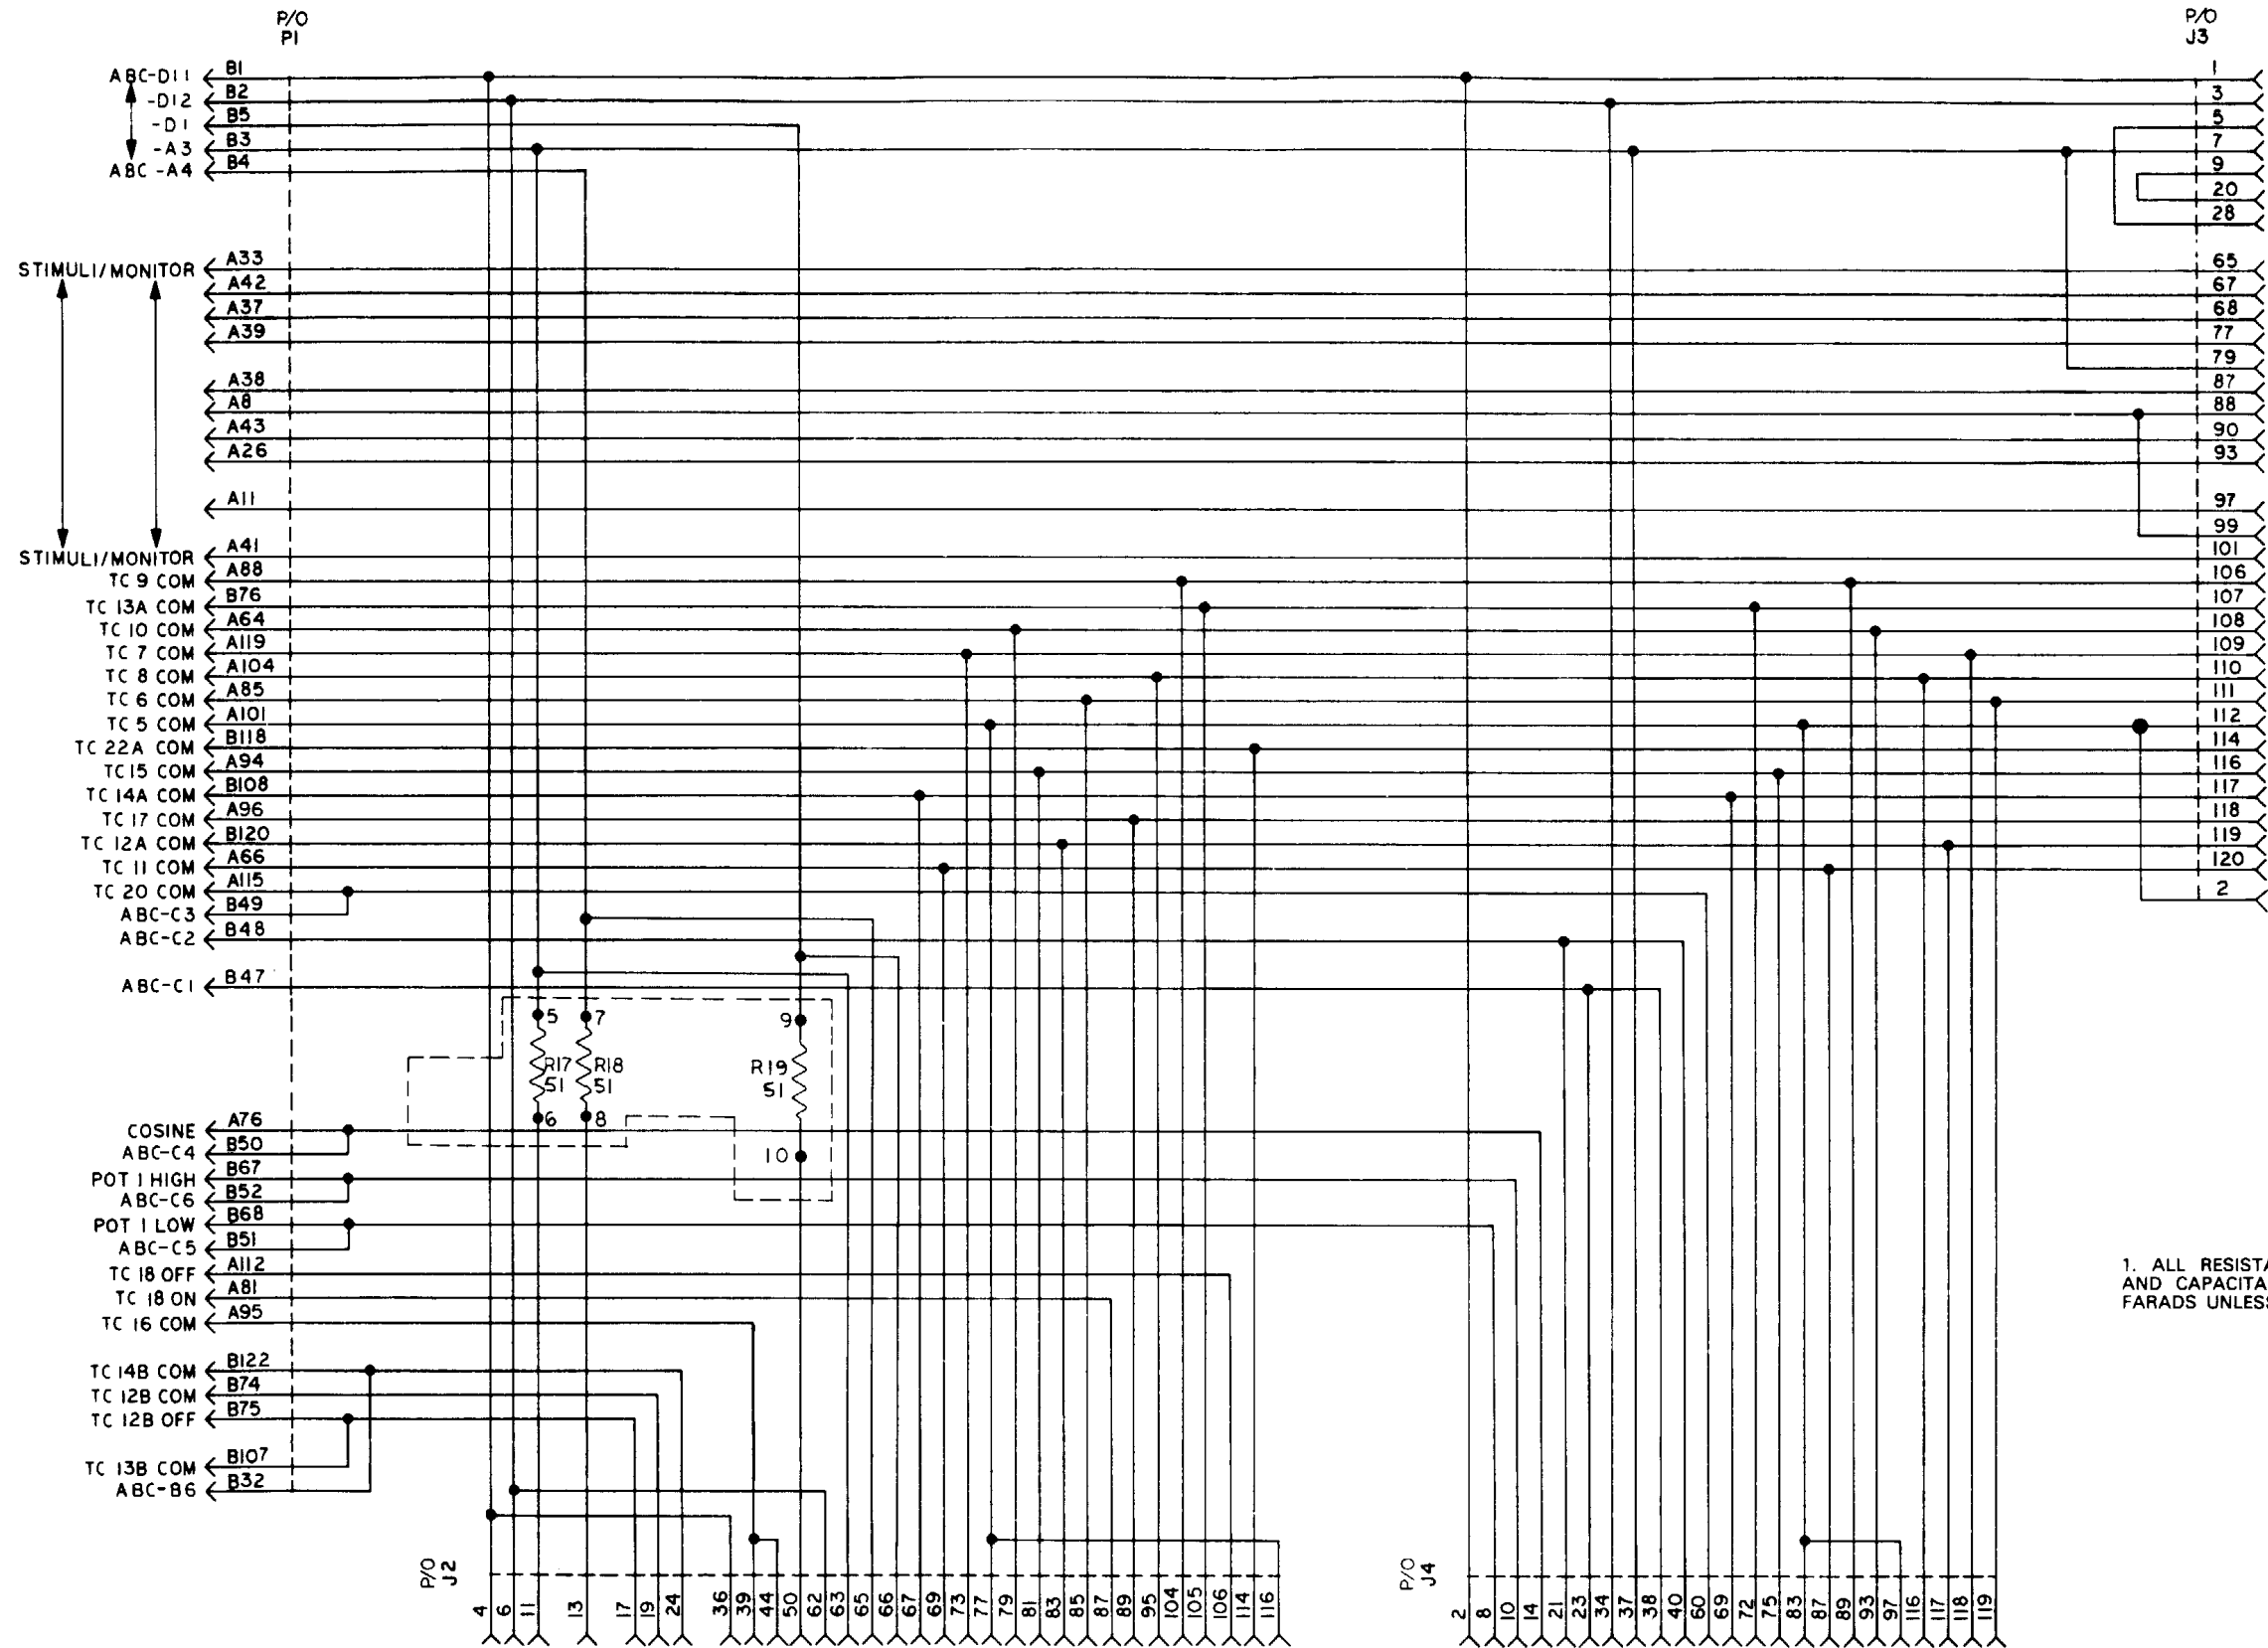 P/O
P1
P/O
J3
ABC-D11 B1 1
-D12 B2 3
-D1 B5 5
-A3 B3 7
ABC -A4 B4 9
20
28
STIMULI/MONITOR A33 65
A42 67
A37 68
A39 77
79
A38 87
A8 88
A43 90
A26 93
A11 97
99
STIMULI/MONITOR A41 101
TC 9 COM A88 106
TC 13A COM B76 107
TC 10 COM A64 108
TC 7 COM A119 109
TC 8 COM A104 110
TC 6 COM A85 111
TC 5 COM A101 112
TC 22A COM B118 114
TC15 COM A94 116
TC 14A COM B108 117
TC 17 COM A96 118
TC 12A COM B120 119
TC 11 COM A66 120
TC 20 COM A115 2
ABC-C3 B49
ABC-C2 B48
ABC-C1 B47
5 7 9
R17 R18 R19
51 51 51
6 8 10
COSINE A76
ABC-C4 B50
POT 1 HIGH B67
ABC-C6 B52
POT 1 LOW B68
ABC-C5 B51
TC 18 OFF A112
TC 18 ON A81
TC 16 COM A95
TC 14B COM B122
TC 12B COM B74
TC 12B OFF B75
TC 13B COM B107
ABC-B6 B32
1. ALL RESISTA
AND CAPACITA
FARADS UNLES
P/O
J2
4 6 11 13 17 19 24 36 39 44 50 62 63 65 66 67 69 73 77 79 81 83 85 87 89 95 104 105 106 114 116
P/O
J4
2 8 10 14 21 23 34 37 38 40 60 69 72 75 83 87 89 93 97 116 117 118 119